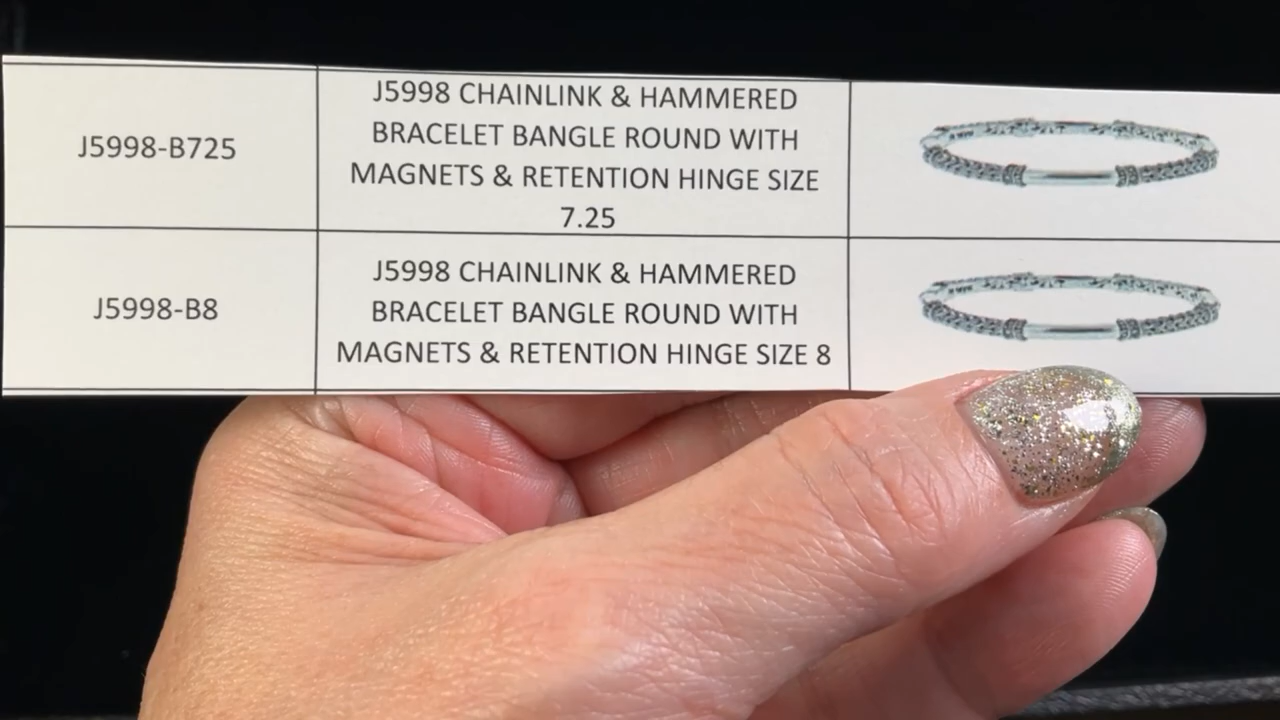 J5998-B725
J5998 CHAINLINK & HAMMERED
BRACELET BANGLE ROUND WITH
MAGNETS & RETENTION HINGE SIZE
7.25
J5998-B8
J5998 CHAINLINK & HAMMERED
BRACELET BANGLE ROUND WITH
MAGNETS & RETENTION HINGE SIZE 8